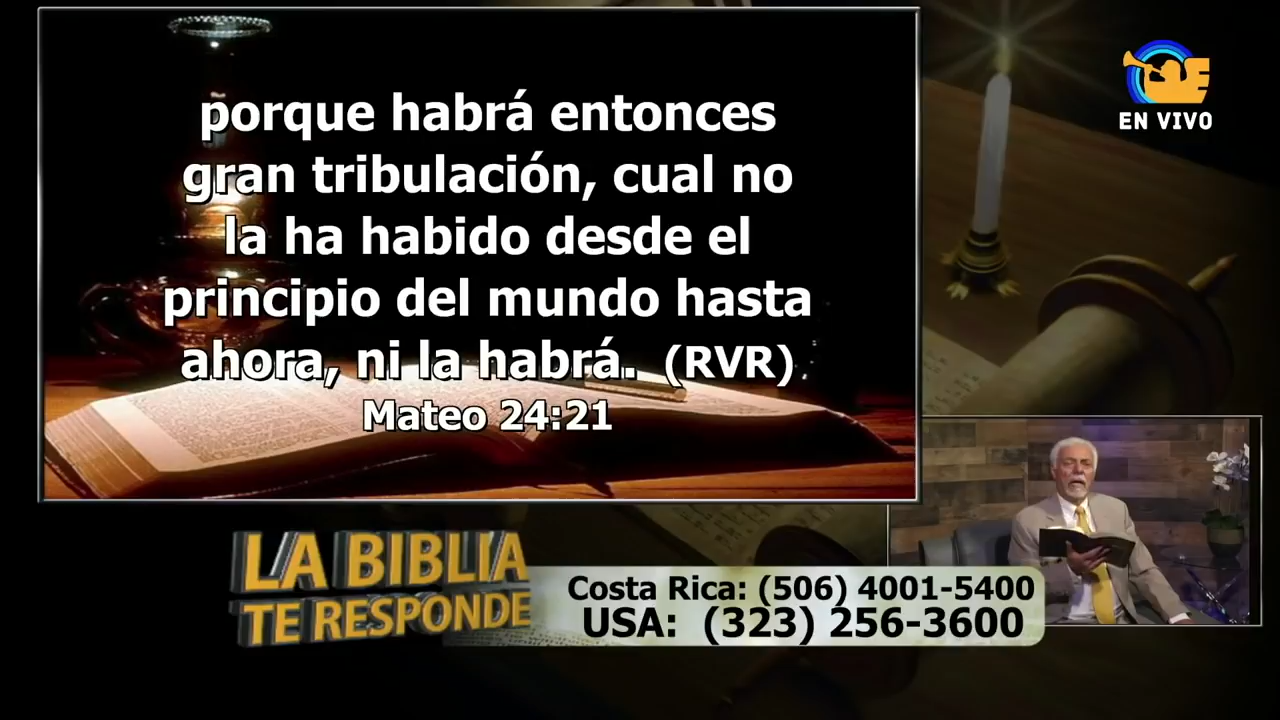 porque habrá entonces
gran tribulación, cual no
la ha habido desde el
principio del mundo hasta
ahora, ni la habrá. (RVR)
Mateo 24:21
E
EN VIVO
LA BIBLIA
TE RESPONDE
Costa Rica: (506) 4001-5400
USA: (323) 256-3600